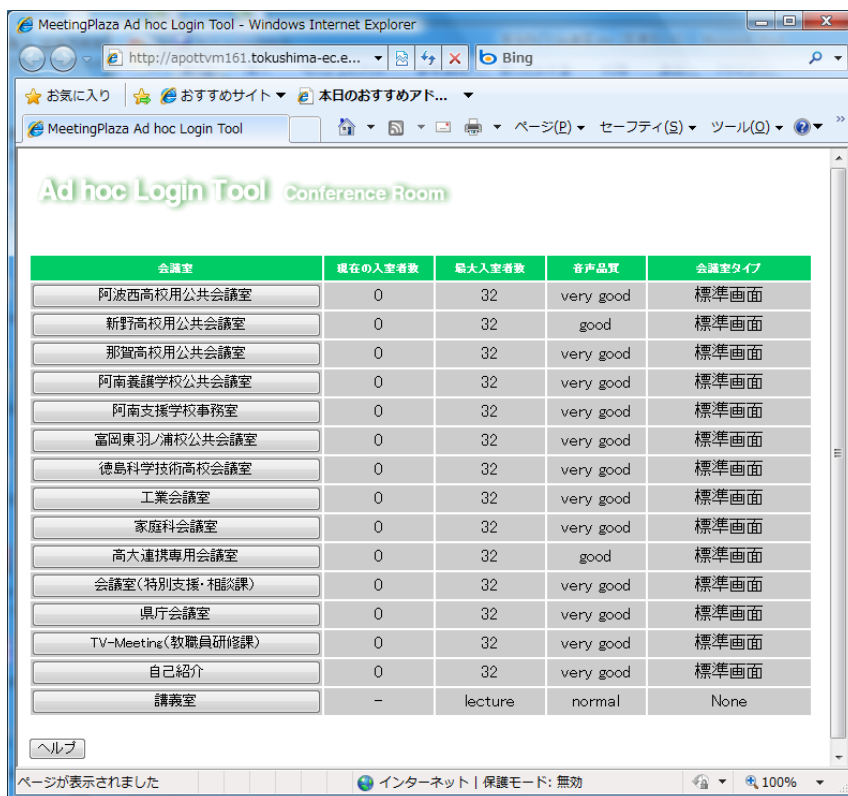 MeetingPlaza Ad hoc Login Tool - Windows Internet Explorer
http://apottvm161.tokushima-ec.e... Bing
お気に入り おすすめサイト 本日のおすすめアド...
MeetingPlaza Ad hoc Login Tool ページ(P) セーフティ(S) ツール(O)
Ad hoc Login Tool Conference Room
会議室 現在の入室者数 最大入室者数 音声品質 会議室タイプ
阿波西高校用公共会議室 0 32 very good 標準画面
新野高校用公共会議室 0 32 good 標準画面
那賀高校用公共会議室 0 32 very good 標準画面
阿南養護学校公共会議室 0 32 very good 標準画面
阿南支援学校事務室 0 32 very good 標準画面
富岡東羽ノ浦校公共会議室 0 32 very good 標準画面
徳島科学技術高校会議室 0 32 very good 標準画面
工業会議室 0 32 very good 標準画面
家庭科会議室 0 32 very good 標準画面
高大連携専用会議室 0 32 good 標準画面
会議室(特別支援・相談課) 0 32 very good 標準画面
県庁会議室 0 32 very good 標準画面
TV-Meeting(教職員研修課) 0 32 very good 標準画面
自己紹介 0 32 very good 標準画面
講義室 - lecture normal None
ヘルプ
ページが表示されました インターネット | 保護モード: 無効 100%